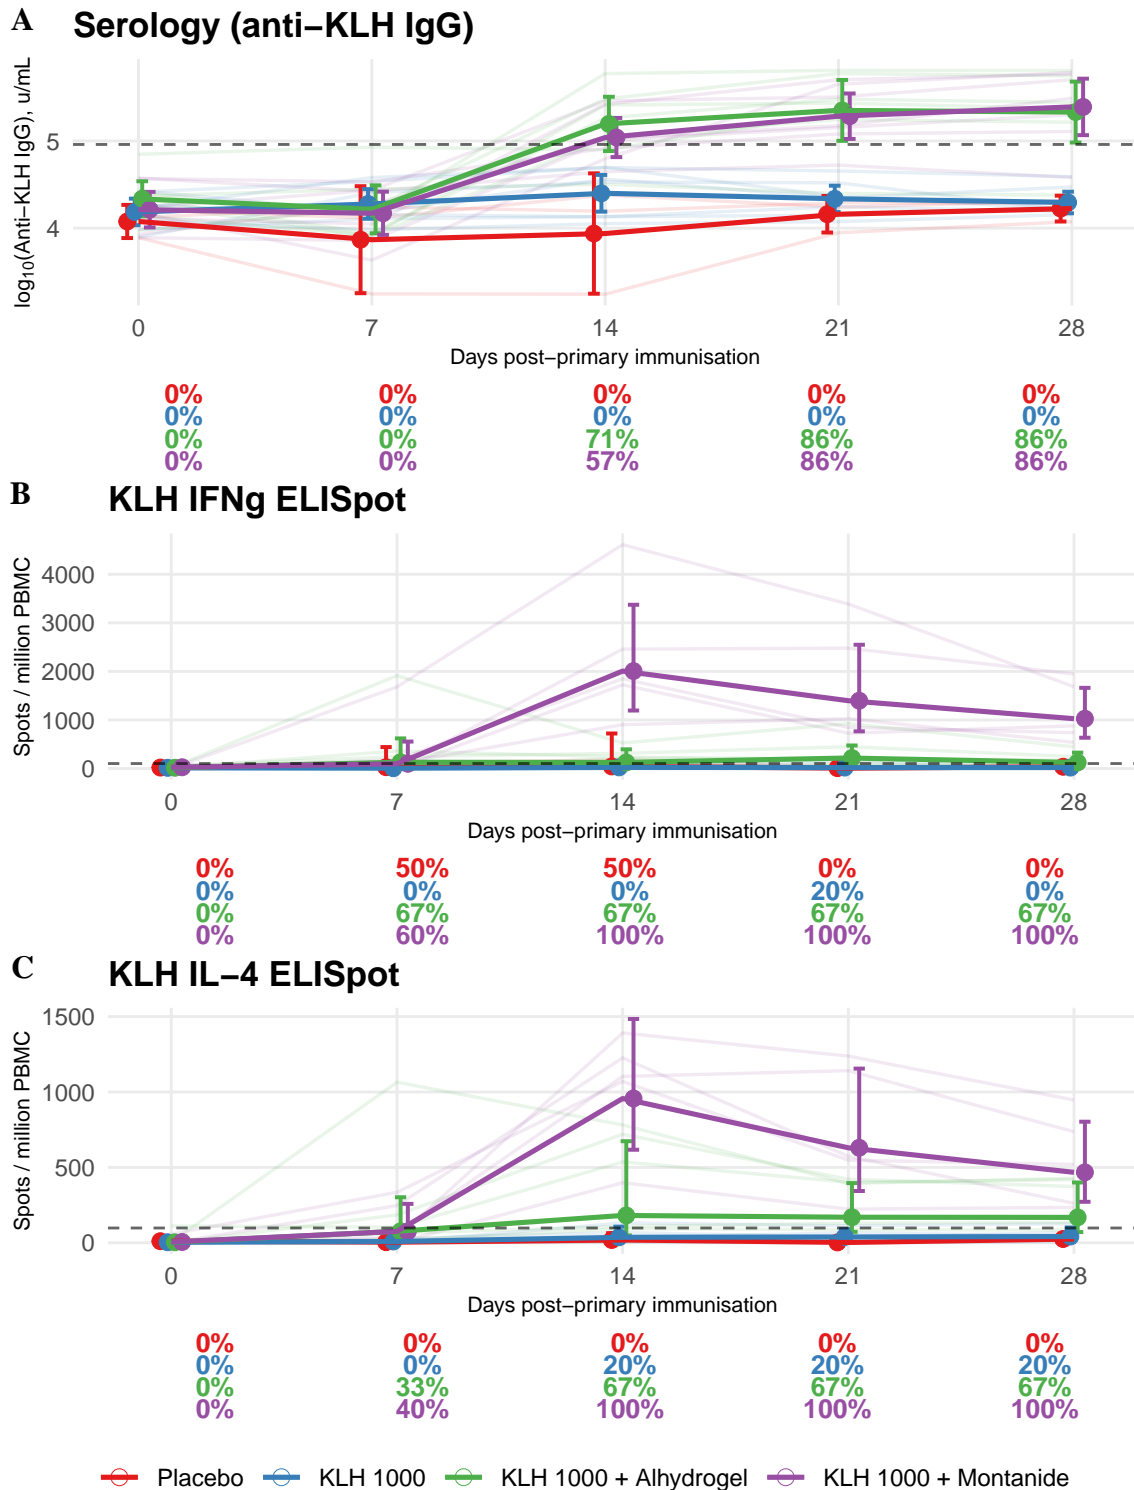 A Serology (anti−KLH IgG)
log10(Anti−KLH IgG), u/mL
5
4
0 7 14 21 28
Days post−primary immunisation
0% 0% 0% 0% 0%
0% 0% 0% 0% 0%
0% 0% 71% 86% 86%
0% 0% 57% 86% 86%
B KLH IFNg ELISpot
Spots / million PBMC
4000
3000
2000
1000
0
0 7 14 21 28
Days post−primary immunisation
0% 50% 50% 0% 0%
0% 0% 0% 20% 0%
0% 67% 67% 67% 67%
0% 60% 100% 100% 100%
C KLH IL−4 ELISpot
Spots / million PBMC
1500
1000
500
0
0 7 14 21 28
Days post−primary immunisation
0% 0% 0% 0% 0%
0% 0% 20% 20% 20%
0% 33% 67% 67% 67%
0% 40% 100% 100% 100%
Placebo KLH 1000 KLH 1000 + Alhydrogel KLH 1000 + Montanide